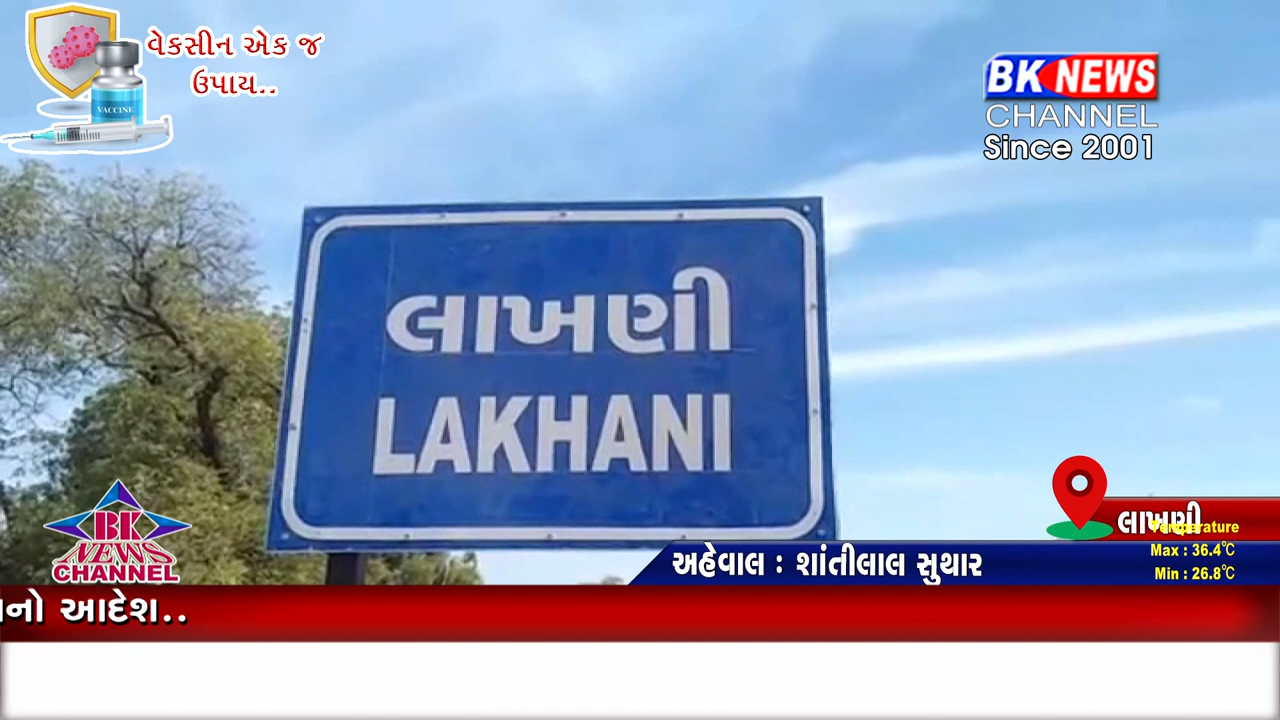 વેકસીન એક જ
ઉપાય..
VACCINE
BK NEWS
CHANNEL
Since 2001
લાખણી
LAKHANI
BK
NEWS
CHANNEL
લાખણી
Temperature
Max : 36.4℃
Min : 26.8℃
અહેવાલ : શાંતીલાલ સુથાર
આદેશ..